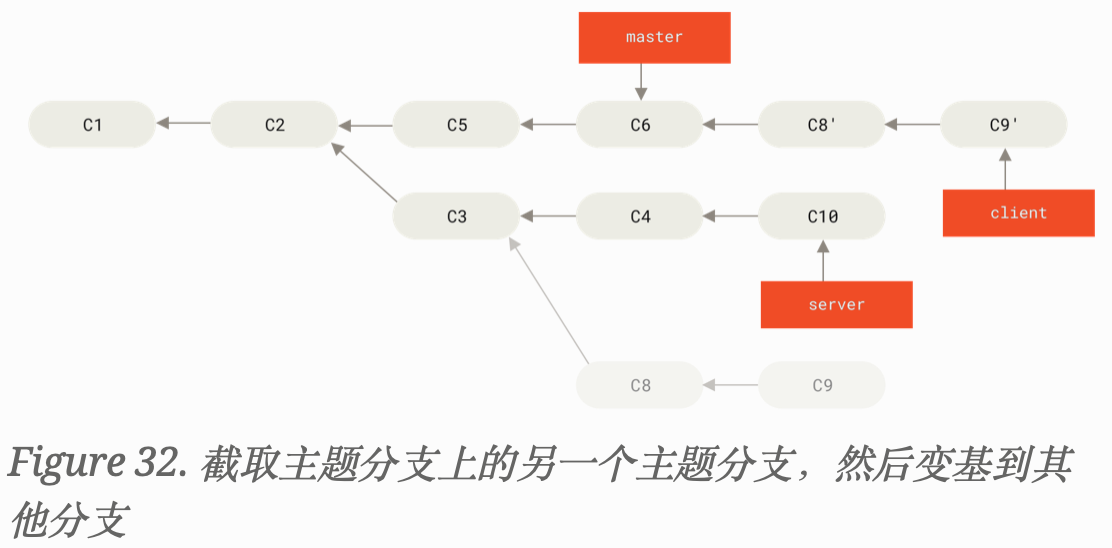 master
C1
C2
C5
C6
C8'
C9'
C3
C4
C10
client
server
C8
C9
Figure 32. 截取主题分支上的另一个主题分支，然后变基到其
他分支